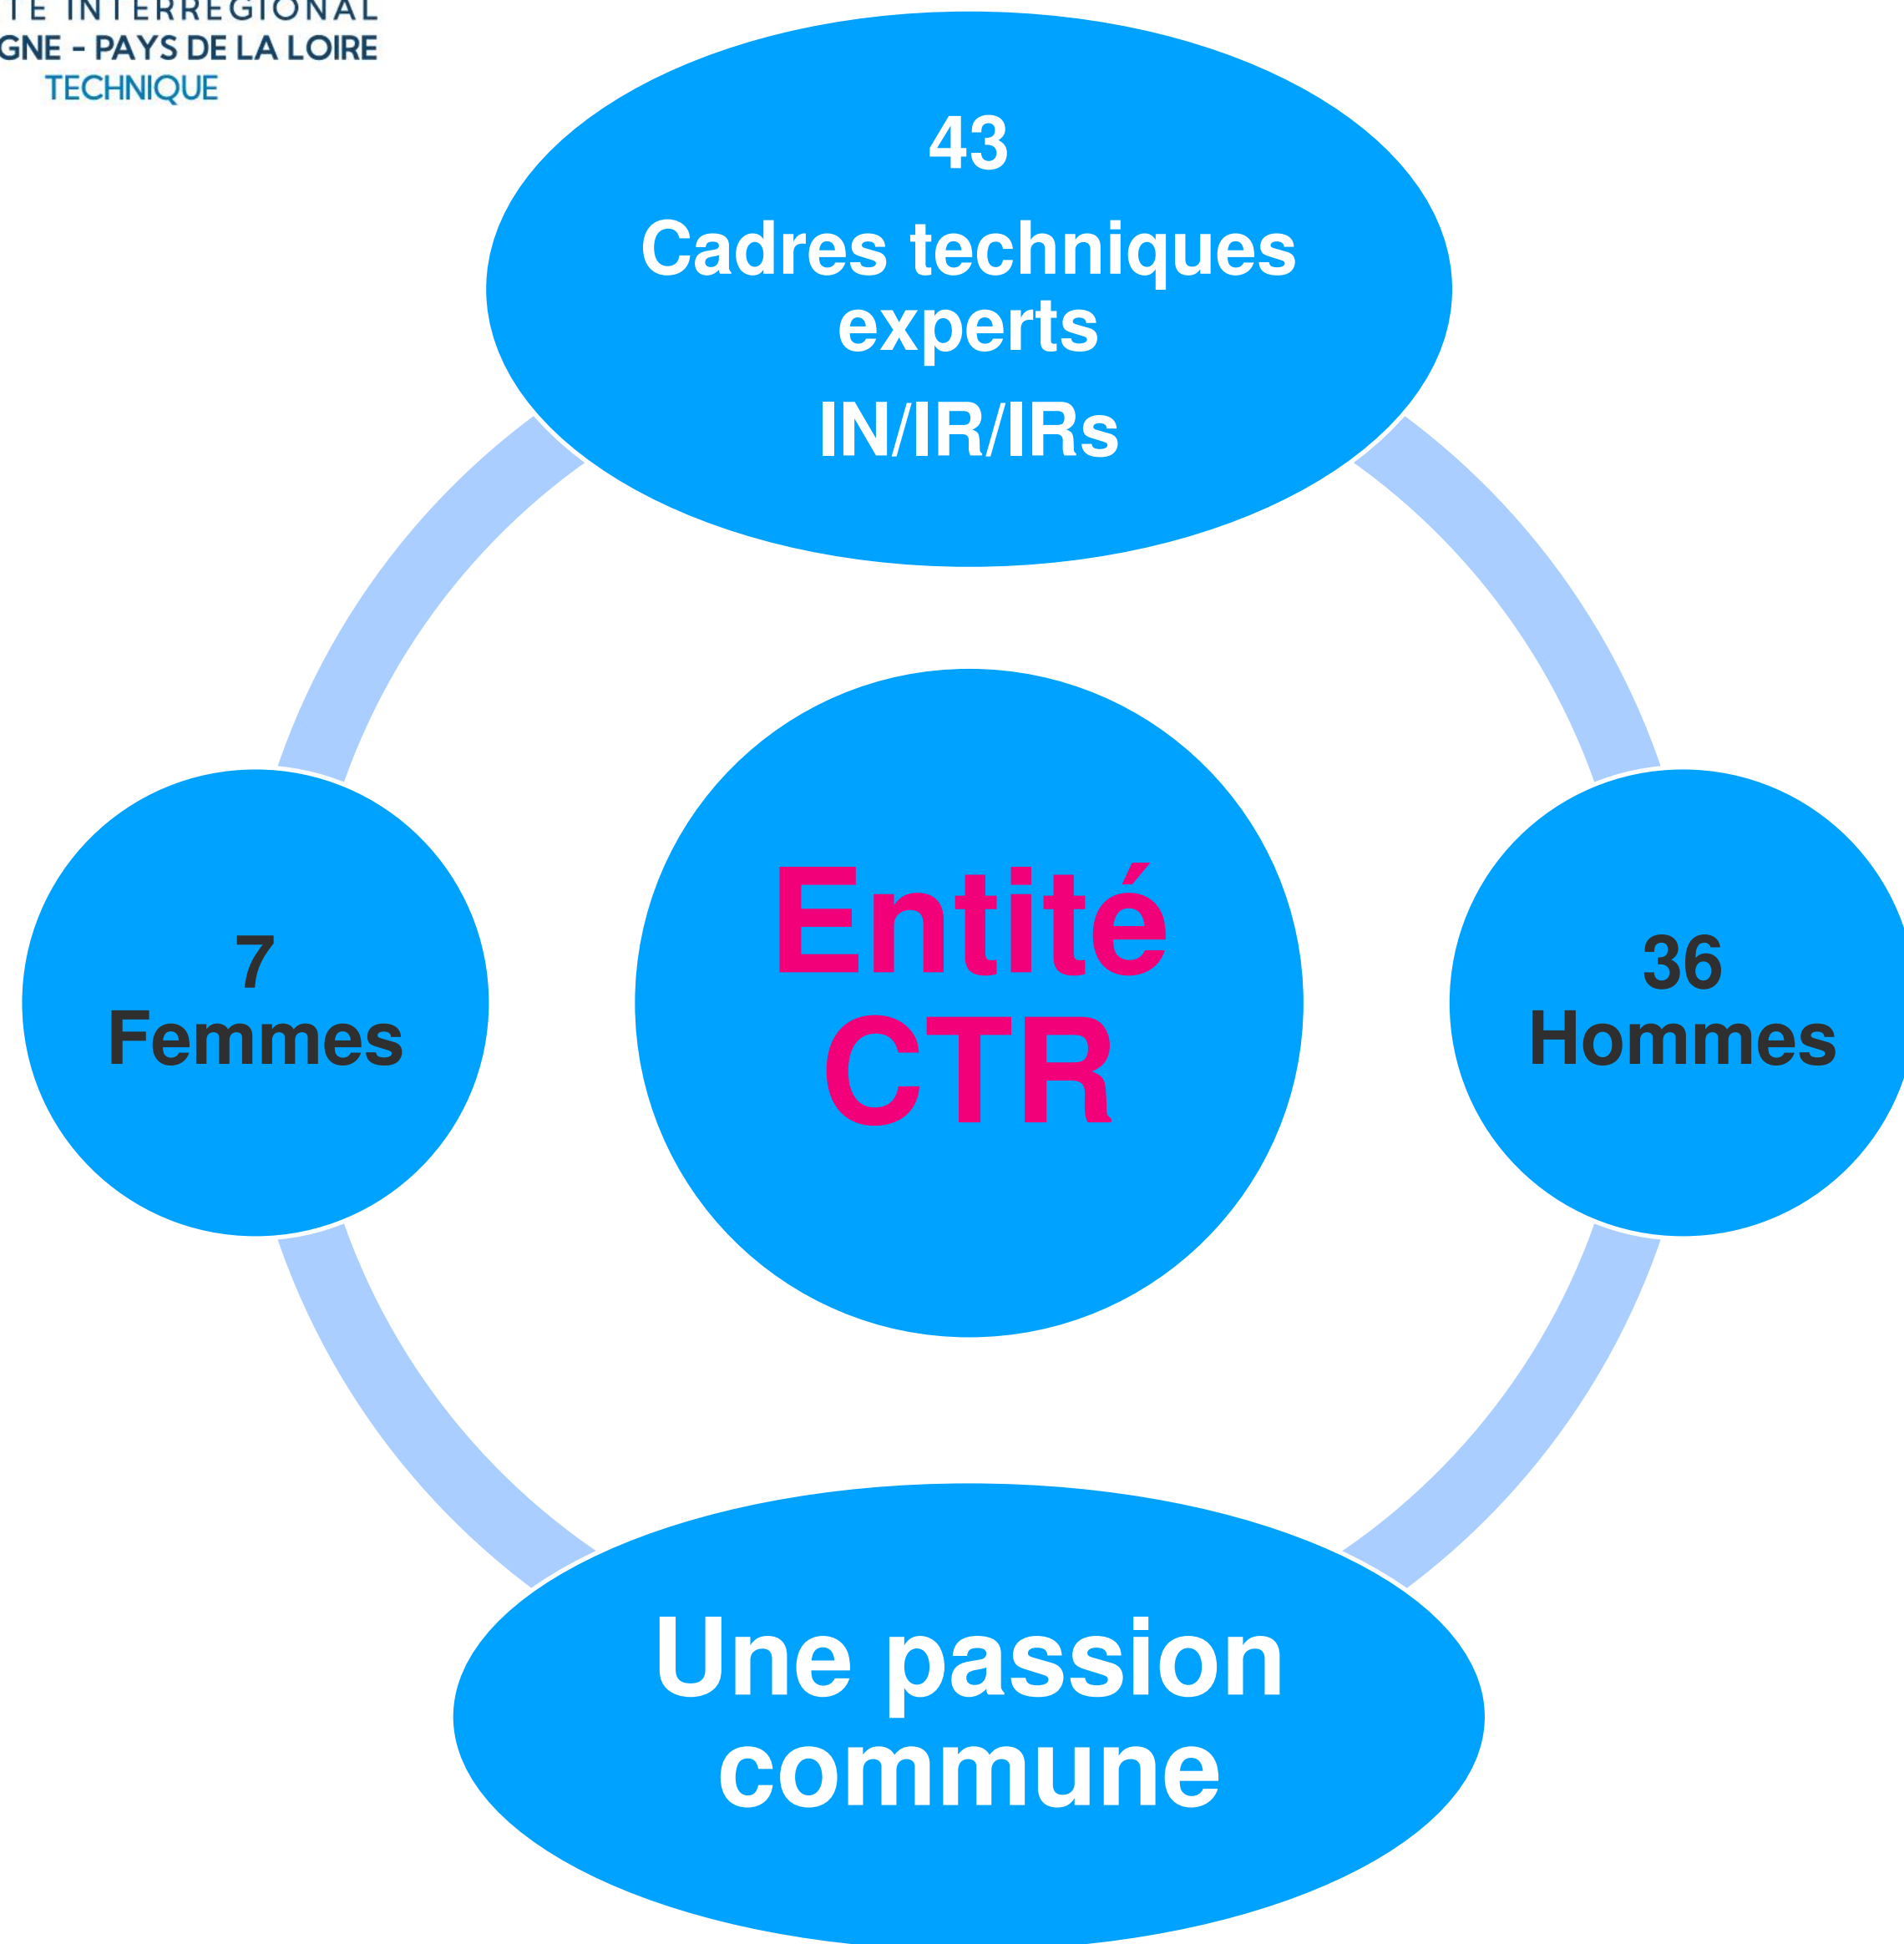 INTERREGIONAL
PAYS DE LA LOIRE
TECHNIQUE
43
Cadres techniques
experts
IN/IR/IRs
Entité
CTR
7
Femmes
36
Hommes
Une passion
commune